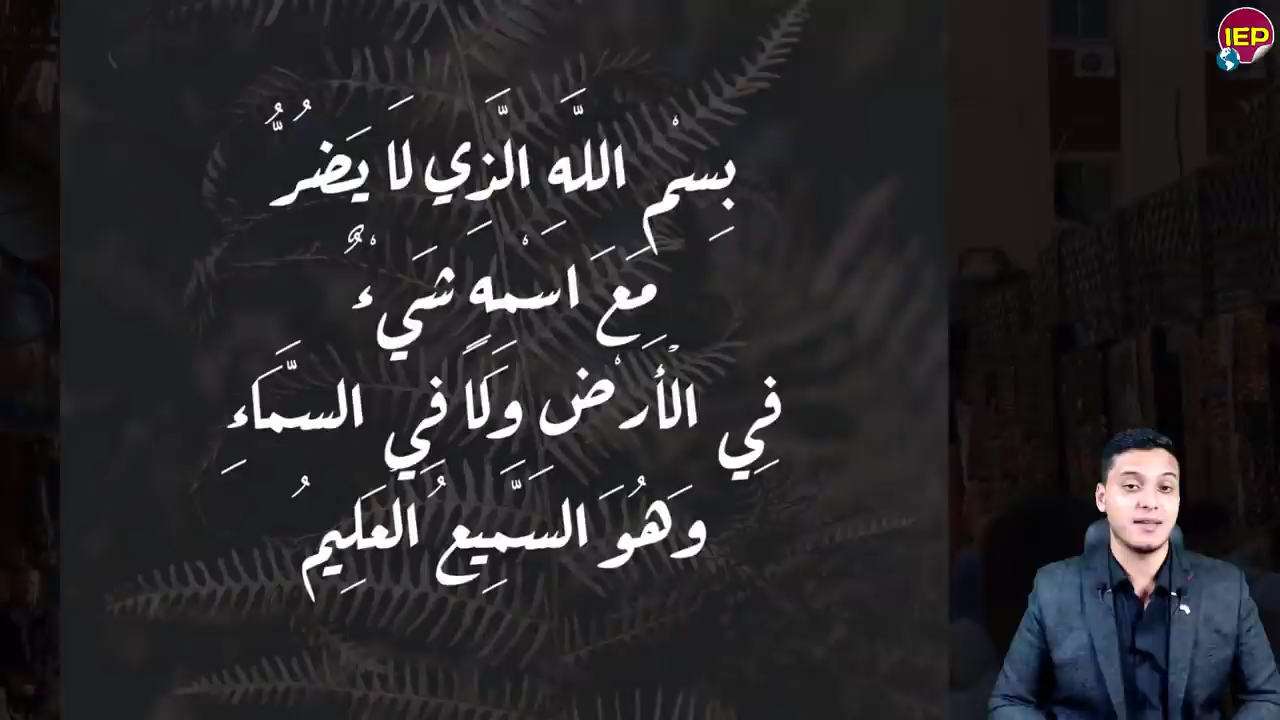 بِسْمِ اللَّهِ الَّزِي لَا يَضُرُّ
مَعَ اسْمِهِ شَيْءٌ
فِي الْأَرْضِ وَلَا فِي السَّمَاءِ
وَهُوَ السَّمِيعُ الْعَلِيمُ
IEP